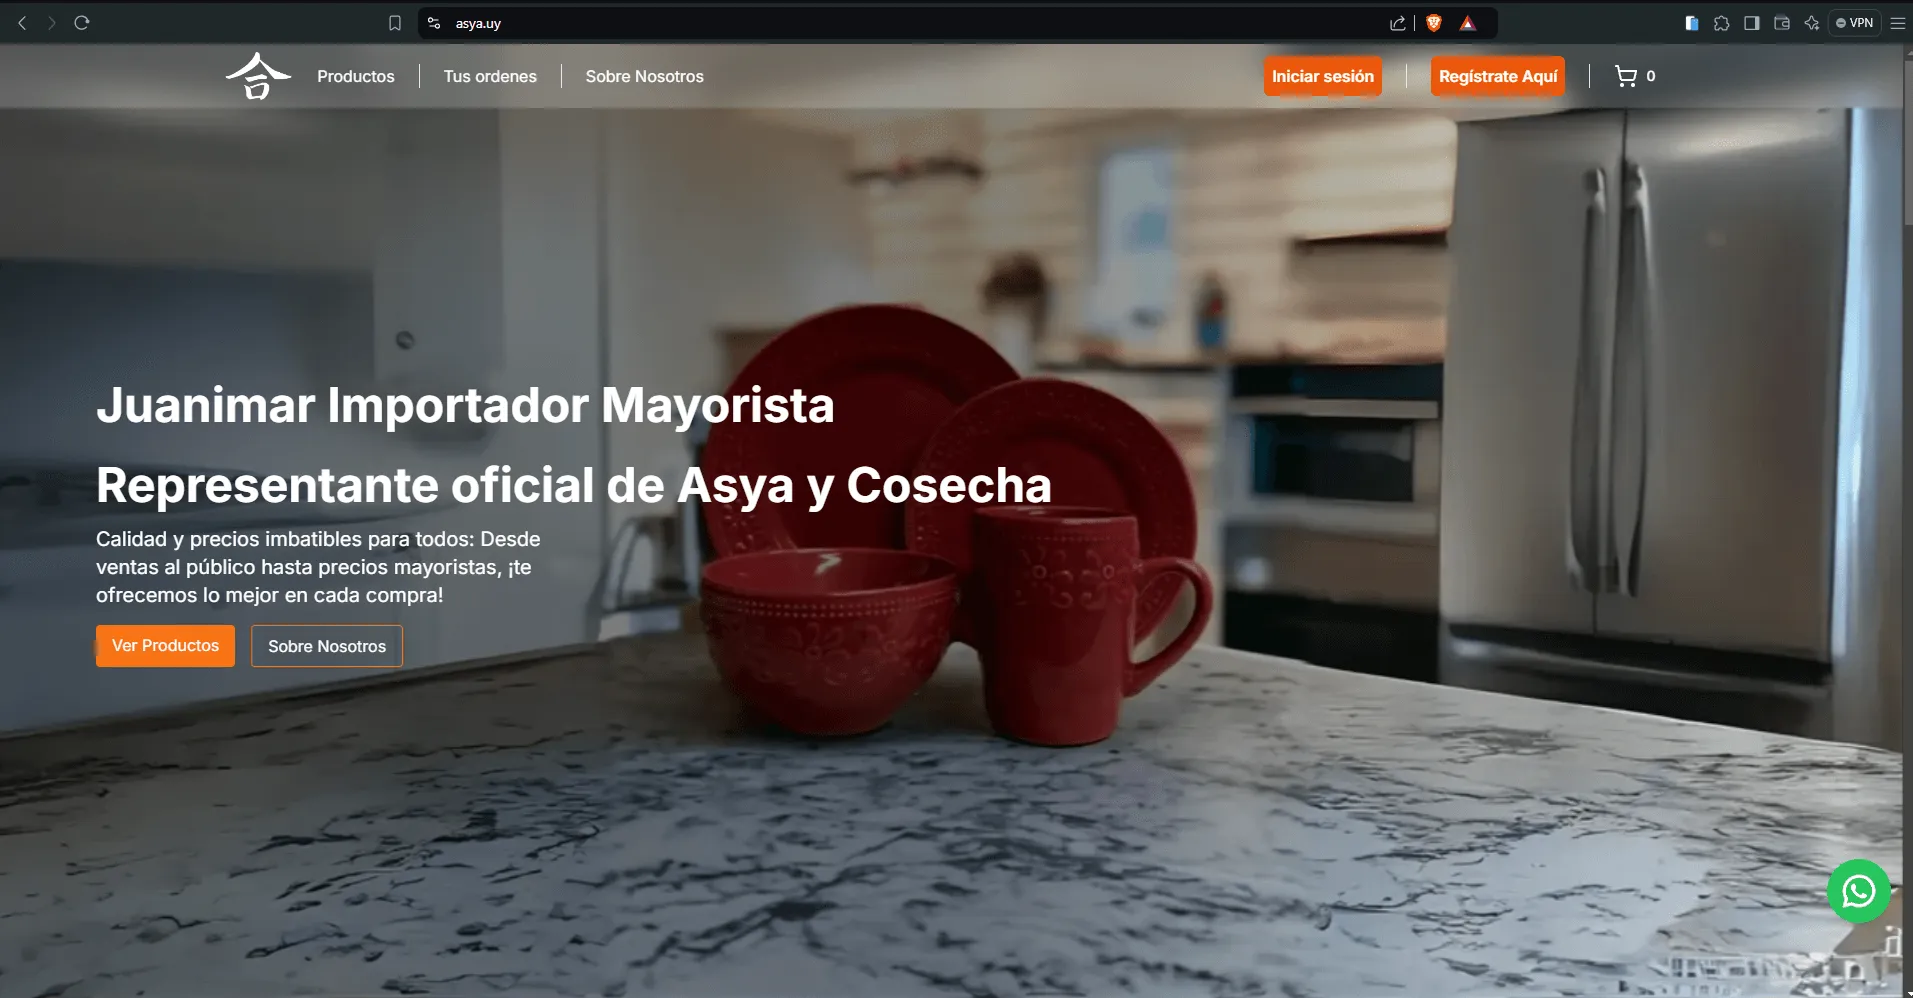 asya.uy
VPN
合
Productos
Tus ordenes
Sobre Nosotros
Iniciar sesión
Regístrate Aquí
0
Juanimar Importador Mayorista
Representante oficial de Asya y Cosecha
Calidad y precios imbatibles para todos: Desde
ventas al público hasta precios mayoristas, ¡te
ofrecemos lo mejor en cada compra!
Ver Productos
Sobre Nosotros